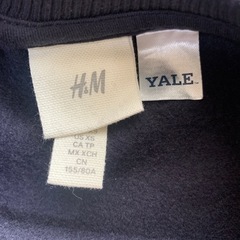 H&M
YALE
US XS
CA TP
MX XCH
CN
155/80A